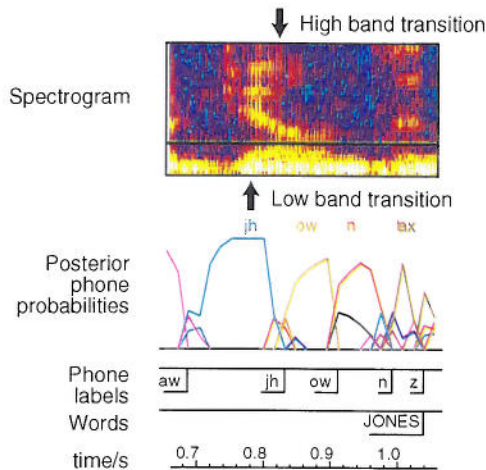 High band transition
Spectrogram
Low band transition
jh ow n ax
Posterior
phone
probabilities
Phone
labels
aw jh ow n z
Words
JONES
time/s
0.7 0.8 0.9 1.0